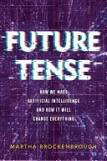 FUTURE
TENSE
HOW WE MADE
ARTIFICIAL INTELLIGENCE
AND HOW IT WILL
CHANGE EVERYTHING
MARTHA BROCKENBROUGH